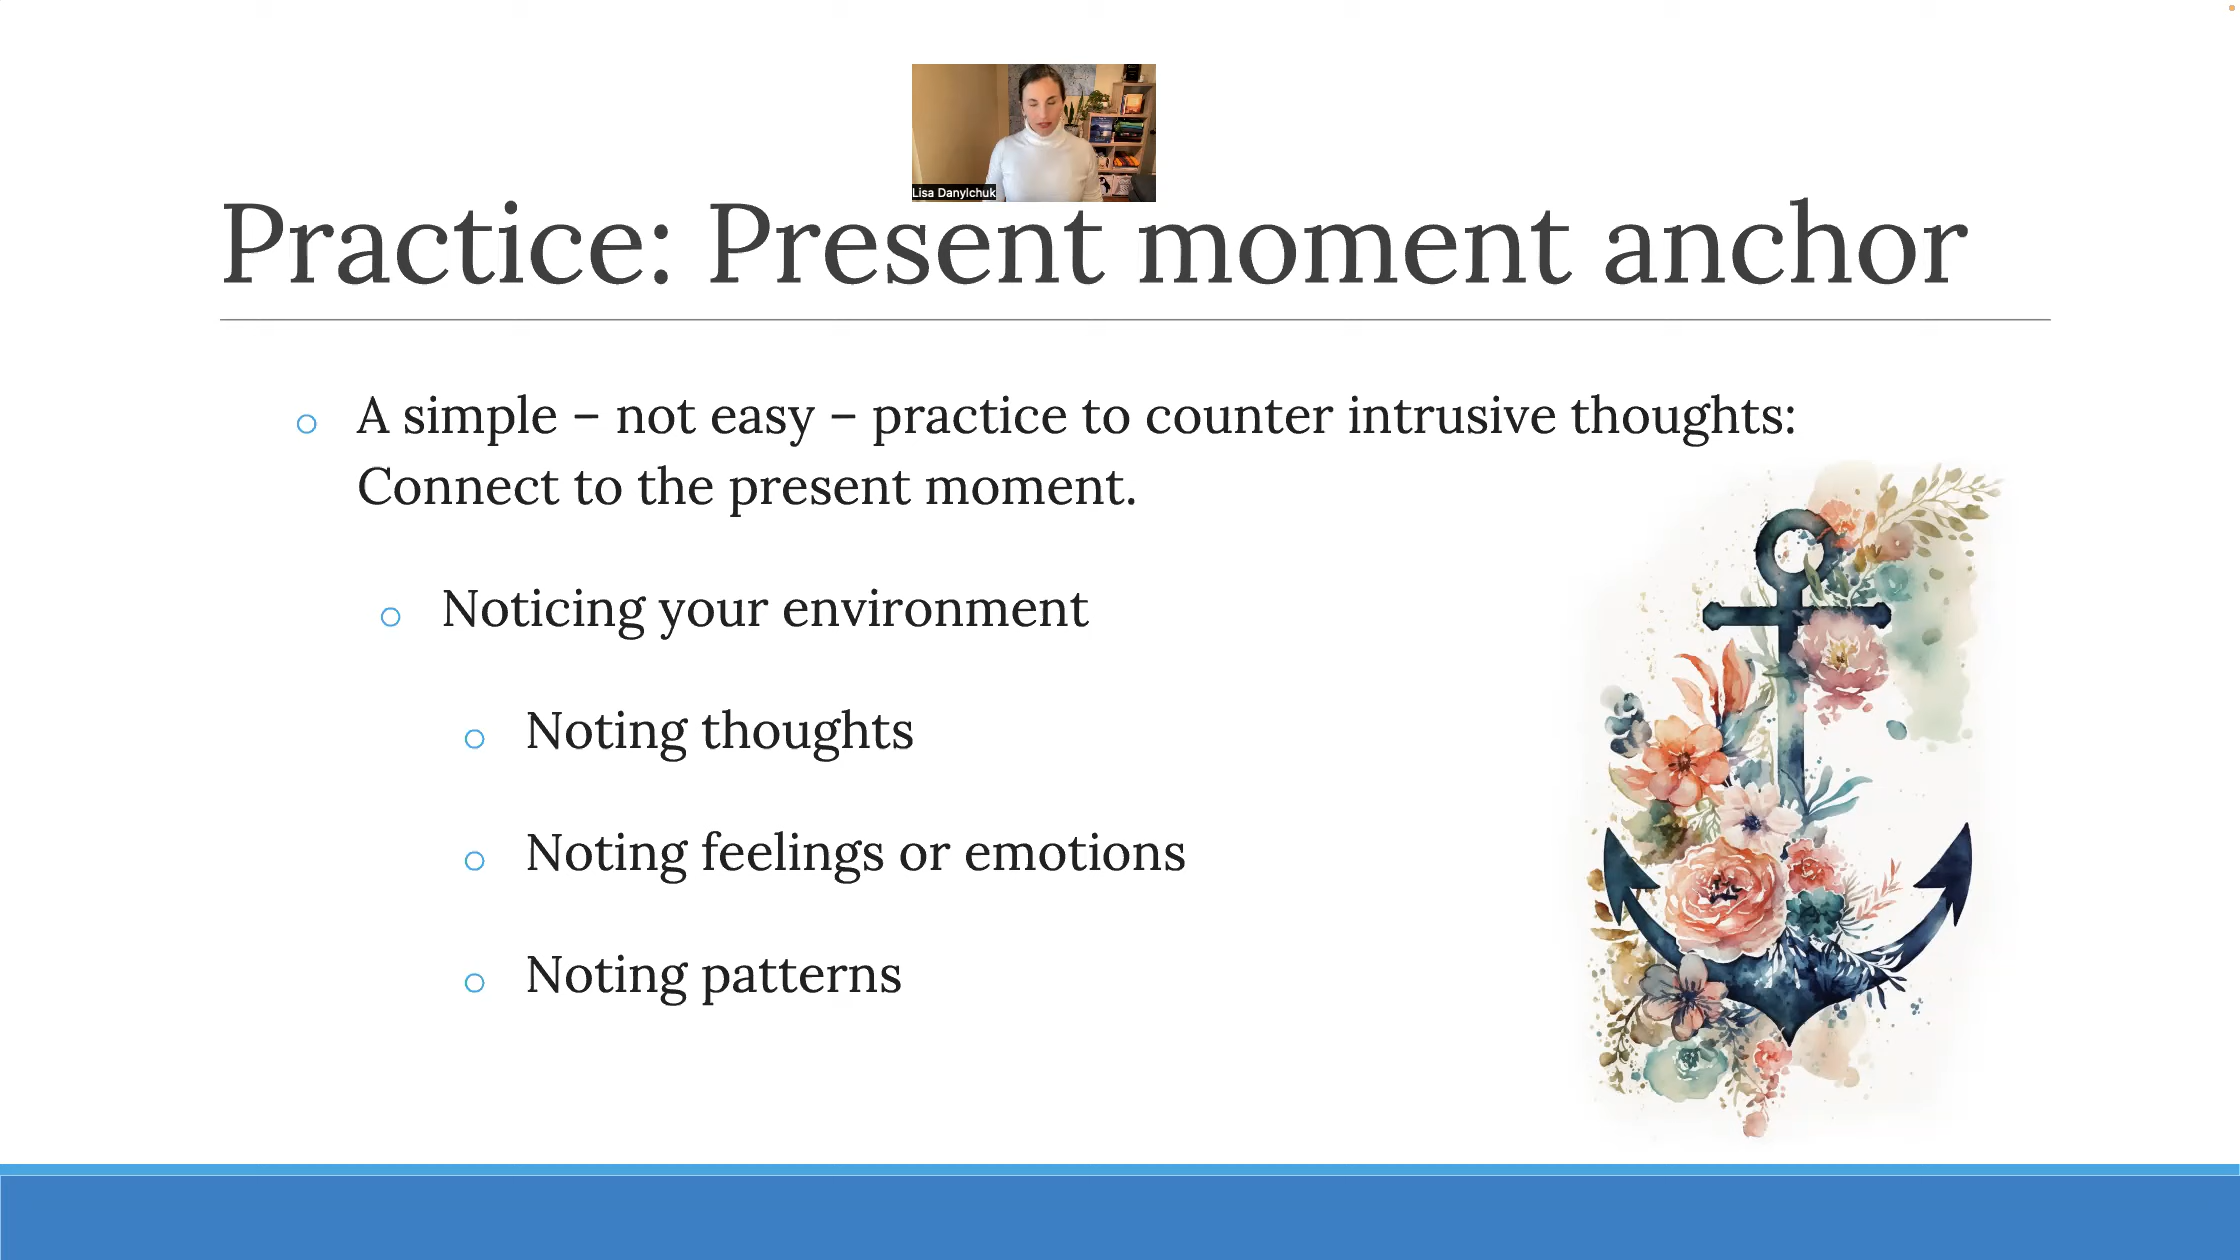 Lisa Danylchuk
Practice: Present moment anchor
A simple – not easy – practice to counter intrusive thoughts:
Connect to the present moment.
Noticing your environment
Noting thoughts
Noting feelings or emotions
Noting patterns